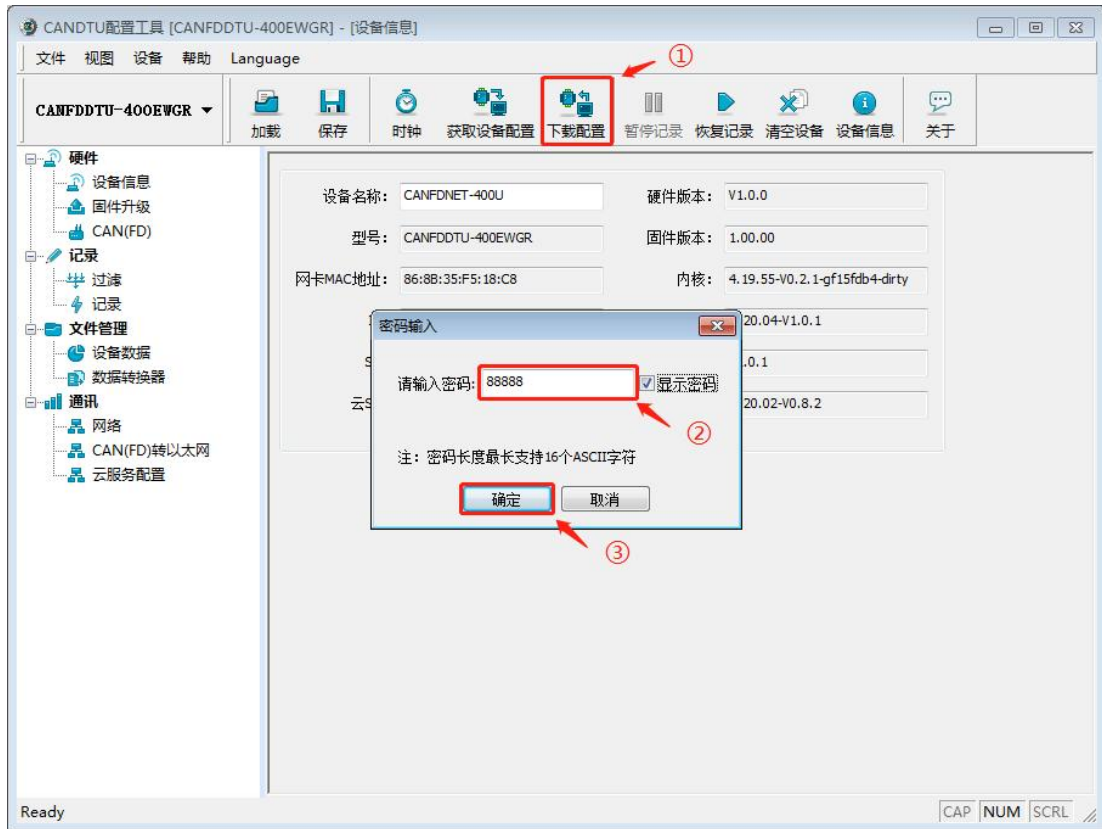 CANDTU配置工具 [CANFDDTU-400EWGR] - [设备信息]
文件 视图 设备 帮助 Language
①
CANFDDTU-400EWGR
加载 保存 时钟 获取设备配置 下载配置 暂停记录 恢复记录 清空设备 设备信息 关于
硬件
设备信息
固件升级
CAN(FD)
记录
过滤
记录
文件管理
设备数据
数据转换器
通讯
网络
CAN(FD)转以太网
云服务配置
设备名称: CANFDNET-400U 硬件版本: V1.0.0
型号: CANFDDTU-400EWGR 固件版本: 1.00.00
网卡MAC地址: 86:8B:35:F5:18:C8 内核: 4.19.55-V0.2.1-gf15fdb4-dirty
20.04-V1.0.1
.0.1
云S 20.02-V0.8.2
密码输入
请输入密码: 88888 显示密码
②
注：密码长度最长支持16个ASCII字符
确定 取消
③
Ready CAP NUM SCRL